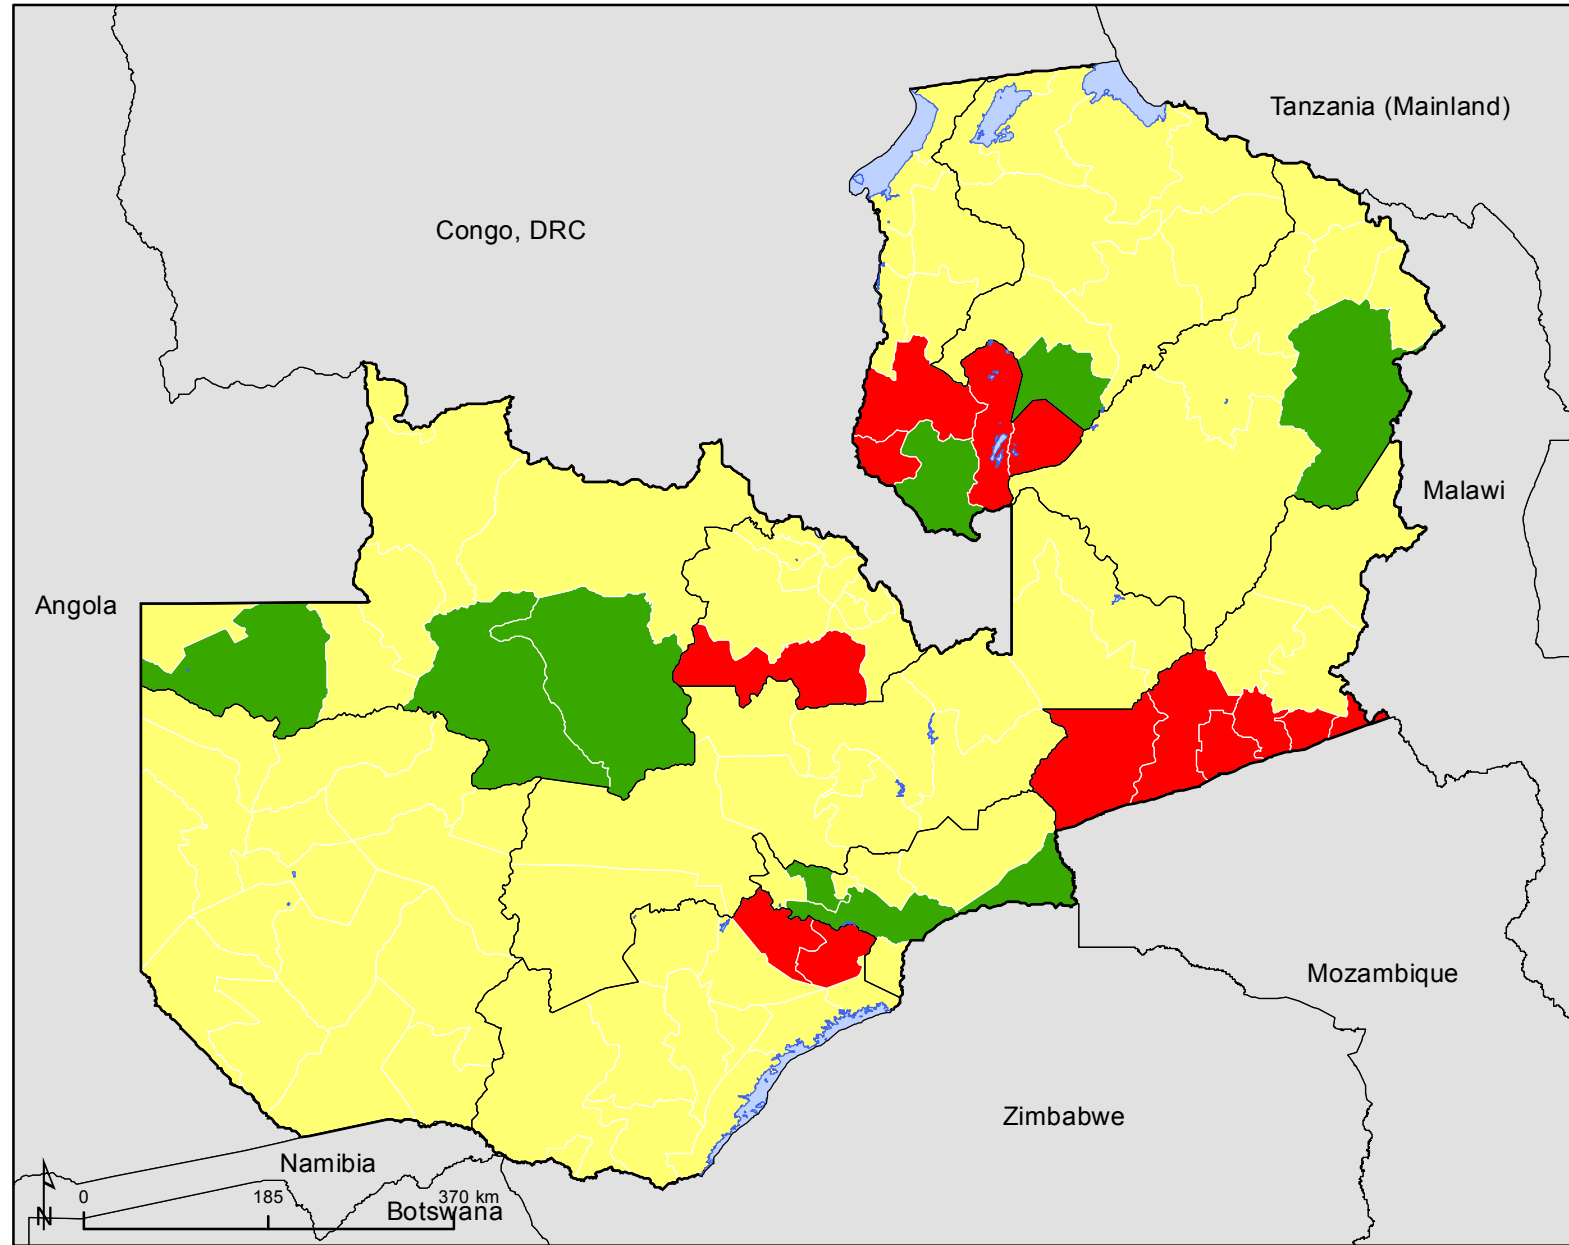 Tanzania (Mainland)
Congo, DRC
Malawi
Angola
Mozambique
Zimbabwe
Namibia
0 185 370 km
N
Botswana